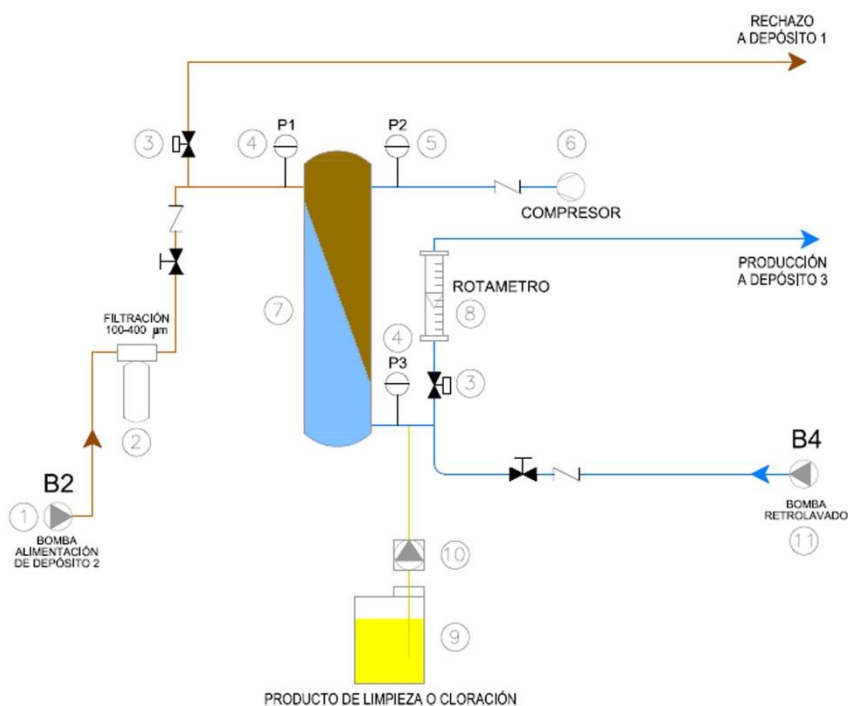 RECHAZO
A DEPÓSITO 1
3
4
P1
P2
5
6
COMPRESOR
PRODUCCIÓN
A DEPÓSITO 3
ROTAMETRO
8
7
FILTRACIÓN
100-400 µm
4
P3
3
2
B2
1
BOMBA
ALIMENTACIÓN
DE DEPÓSITO 2
B4
BOMBA
RETROLAVADO
11
10
9
PRODUCTO DE LIMPIEZA O CLORACIÓN